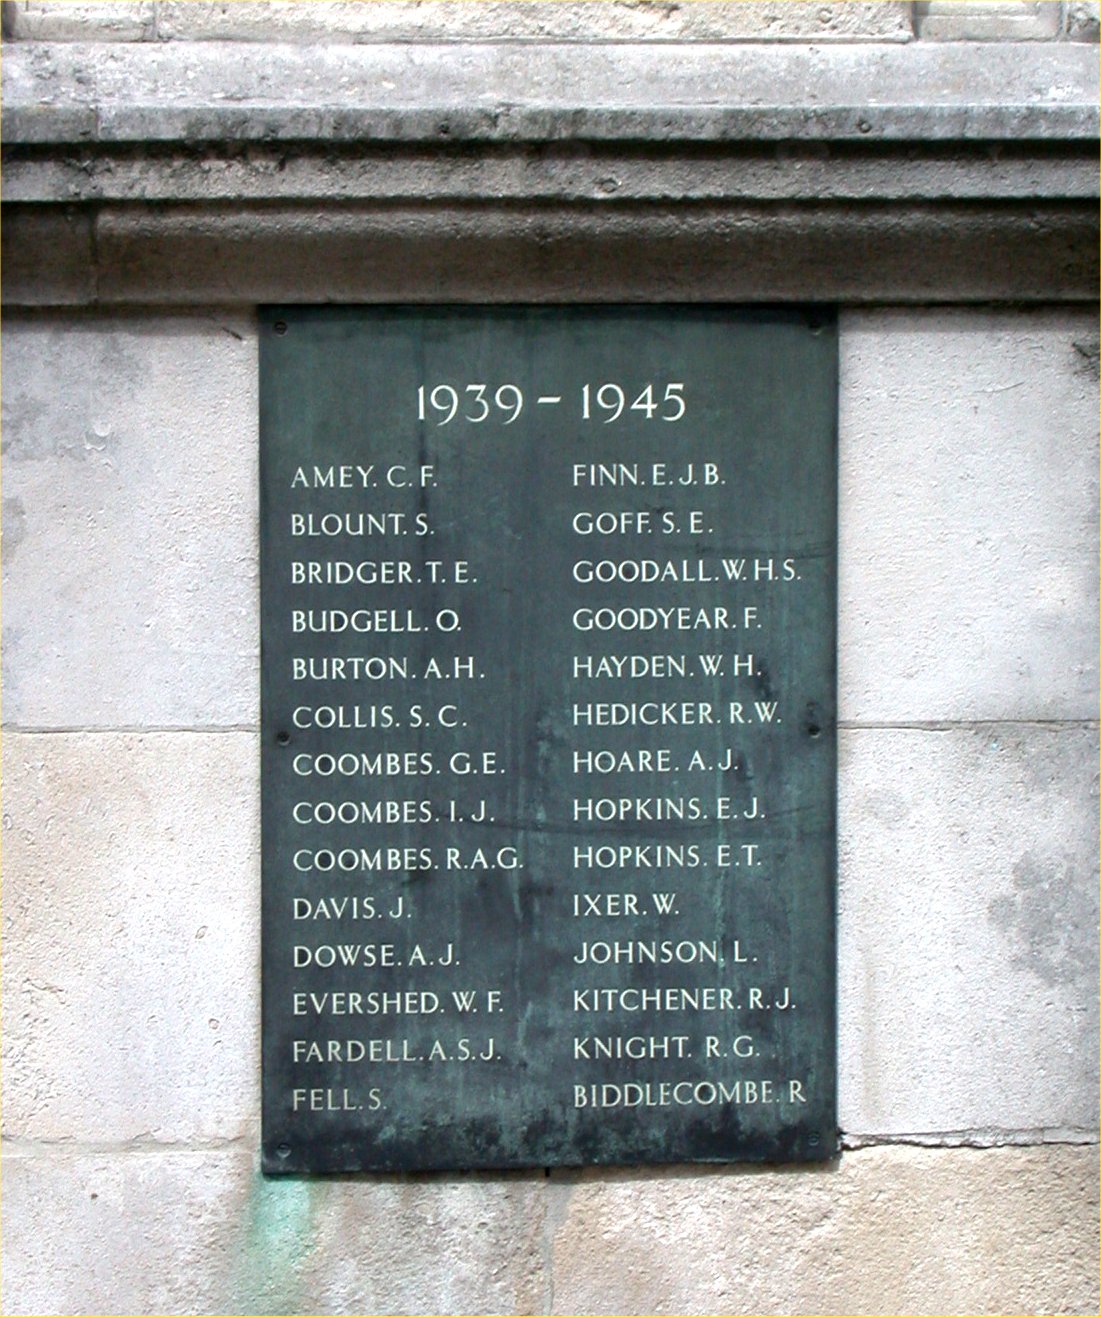 1939 – 1945
AMEY. C. F.
BLOUNT. S.
BRIDGER. T. E.
BUDGELL. O.
BURTON. A.H.
COLLIS. S. C.
COOMBES. G.E.
COOMBES. I. J.
COOMBES. R.A.G.
DAVIS. J.
DOWSE. A.J.
EVERSHED. W. F.
FARDELL. A.S.J.
FELL. S.
FINN. E. J. B.
GOFF. S. E.
GOODALL. W. H.S.
GOODYEAR. F.
HAYDEN. W. H.
HEDICKER. R.W.
HOARE. A. J.
HOPKINS. E. J.
HOPKINS. E.T.
IXER. W.
JOHNSON. L.
KITCHENER. R. J.
KNIGHT. R. G.
BIDDLECOMBE. R